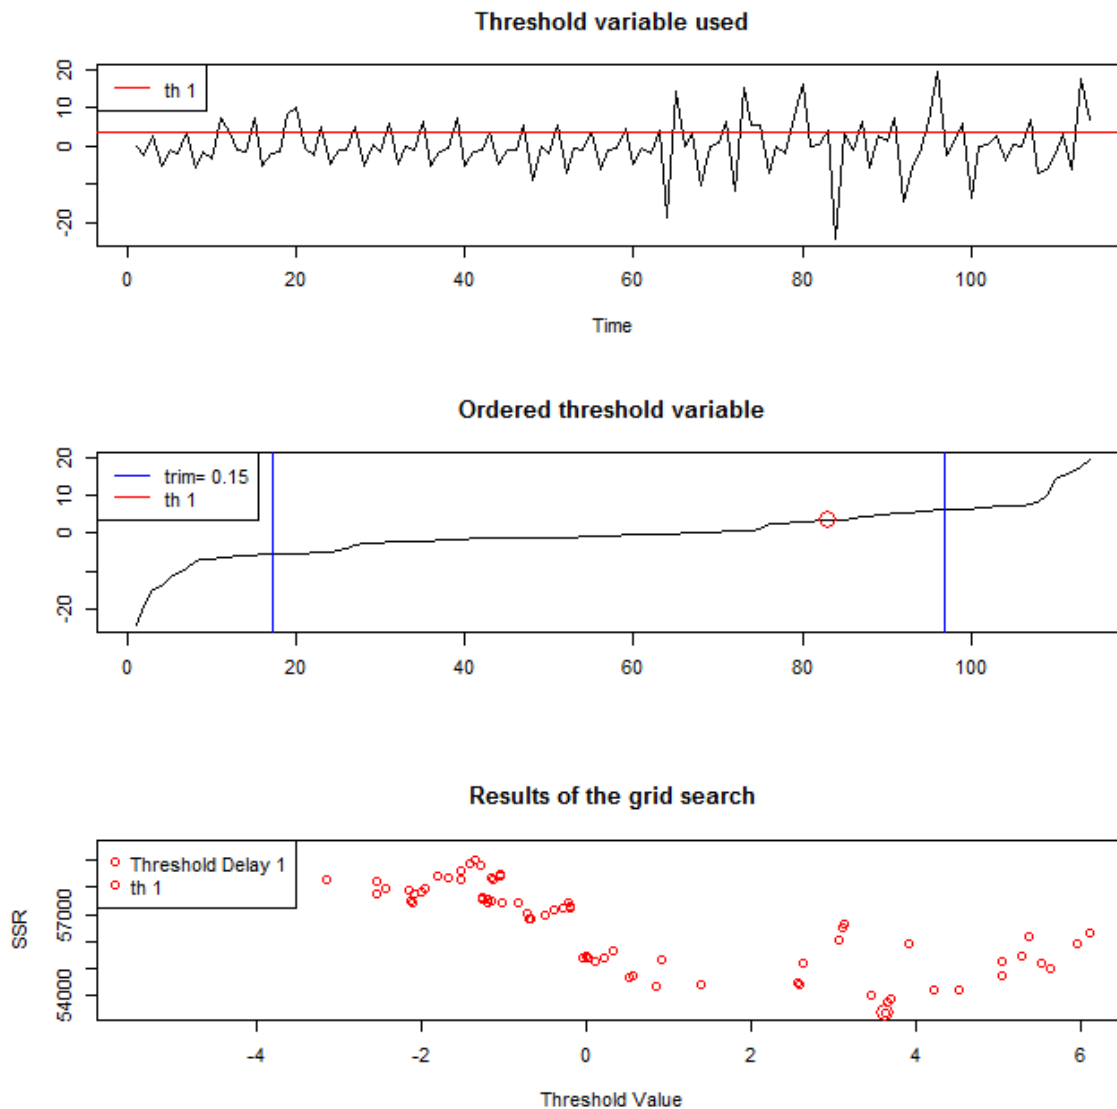 Threshold variable used
th 1
20
10
0
-20
0 20 40 60 80 100
Time
Ordered threshold variable
trim= 0.15
th 1
20
10
0
-20
0 20 40 60 80 100
Results of the grid search
Threshold Delay 1
th 1
SSR
57000
54000
-4 -2 0 2 4 6
Threshold Value